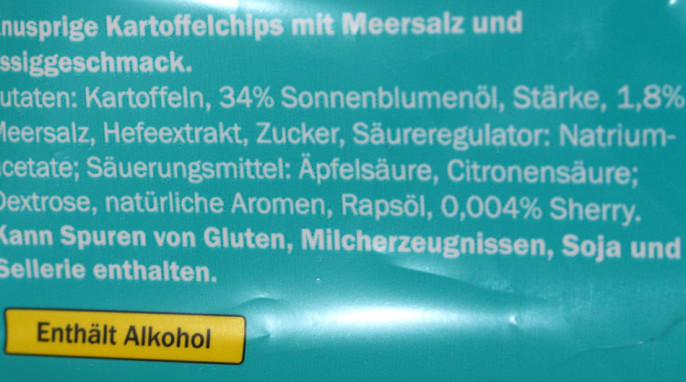 nusprige Kartoffelchips mit Meersalz und
ssiggeschmack.
utaten: Kartoffeln, 34% Sonnenblumenöl, Stärke, 1,8%
Meersalz, Hefeextrakt, Zucker, Säureregulator: Natrium-
cetate; Säuerungsmittel: Äpfelsäure, Citronensäure;
Dextrose, natürliche Aromen, Rapsöl, 0,004% Sherry.
Kann Spuren von Gluten, Milcherzeugnissen, Soja und
Sellerie enthalten.
Enthält Alkohol